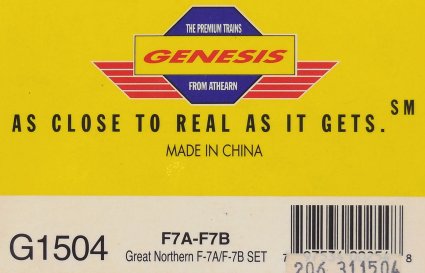 THE PREMIUM TRAINS
GENESIS
FROM ATHEARN
AS CLOSE TO REAL AS IT GETS.SM
MADE IN CHINA
G1504
F7A-F7B
Great Northern F-7A/F-7B SET
206 311504